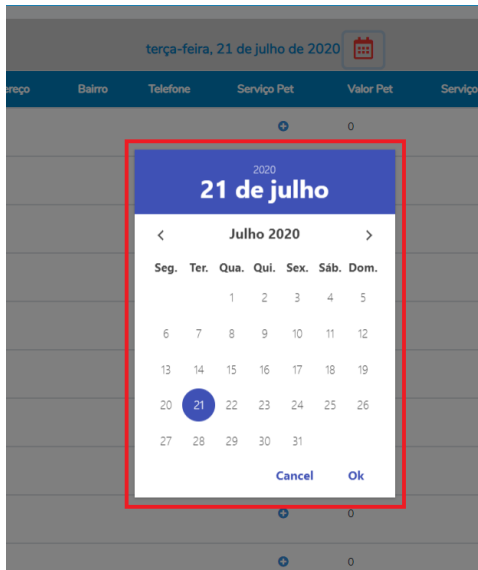 terça-feira, 21 de julho de 2020
ereço Bairro Telefone Serviço Pet Valor Pet Serviço
0
2020
21 de julho
Julho 2020
Seg. Ter. Qua. Qui. Sex. Sáb. Dom.
1 2 3 4 5
6 7 8 9 10 11 12
13 14 15 16 17 18 19
20 21 22 23 24 25 26
27 28 29 30 31
Cancel Ok
0
0